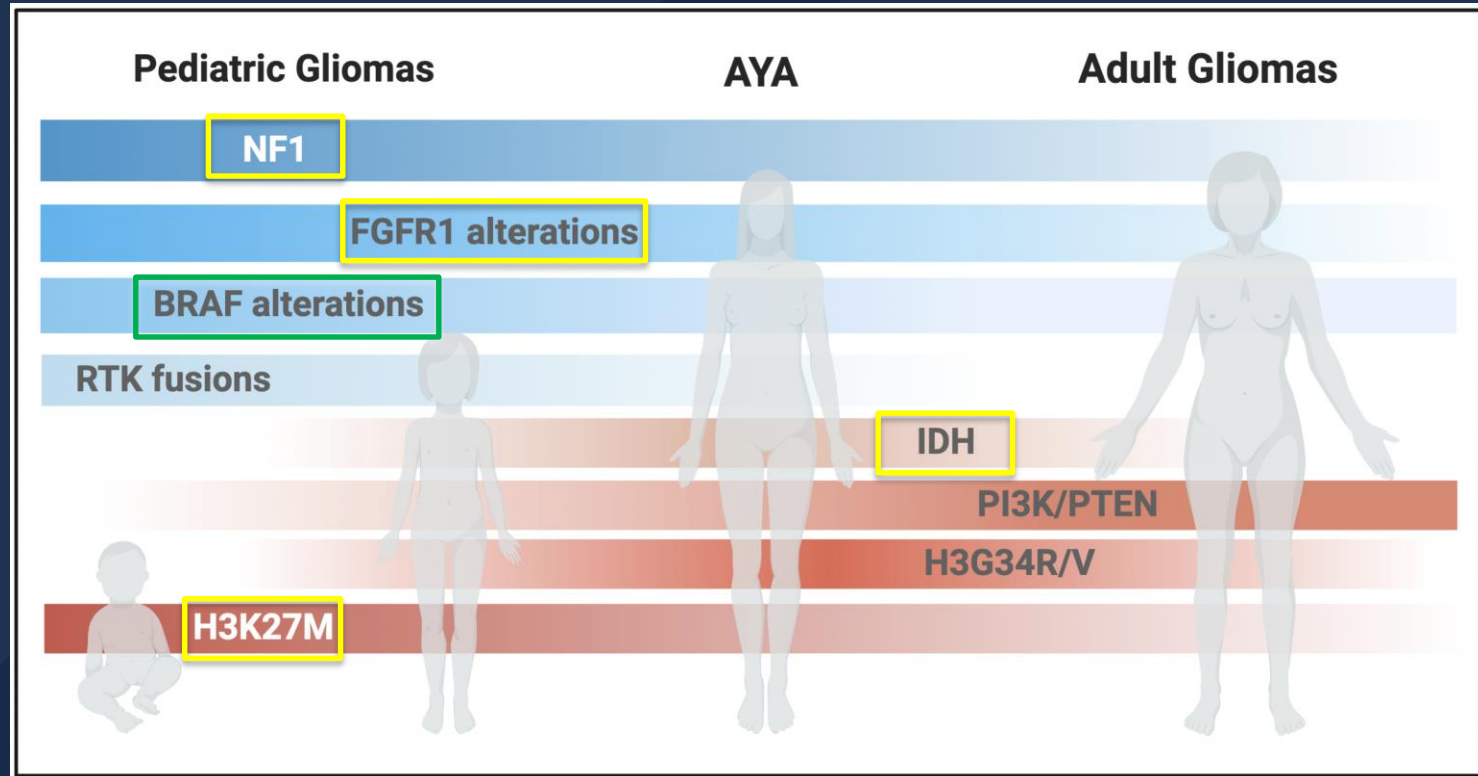 Pediatric Gliomas
AYA
Adult Gliomas
NF1
FGFR1 alterations
BRAF alterations
RTK fusions
IDH
PI3K/PTEN
H3G34R/V
H3K27M